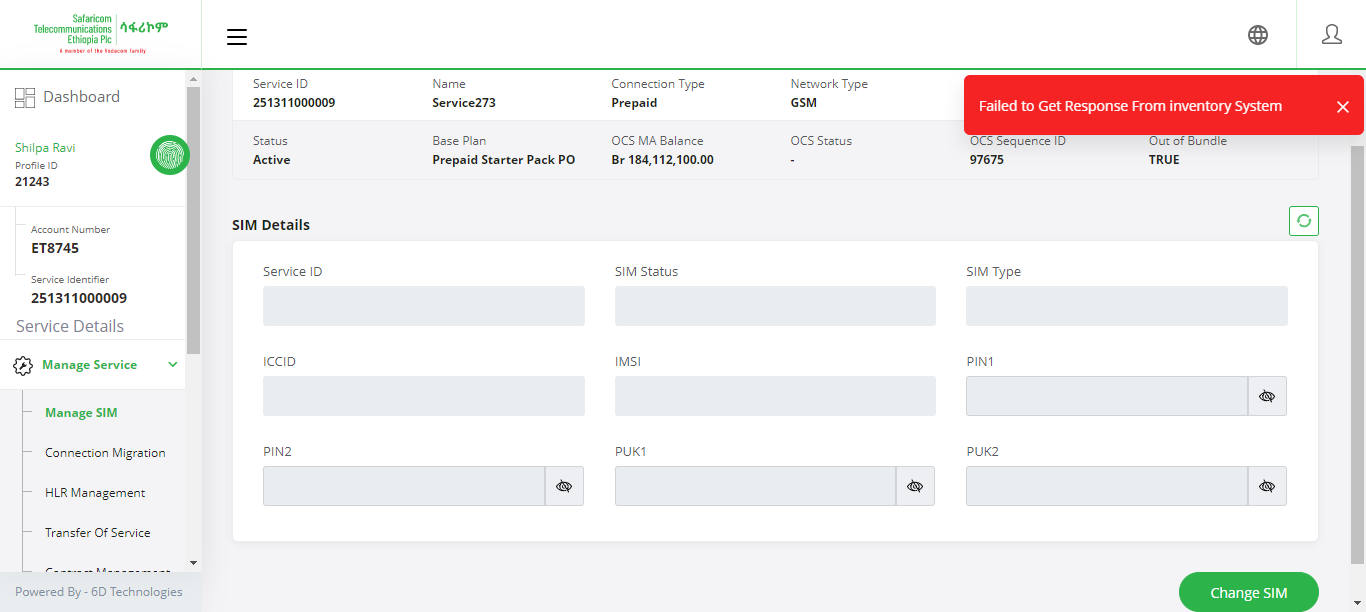 Safaricom
Telecommunications
Ethiopia Plc
ሳፋሪኮም
A member of the Vodacom family
Dashboard
Shilpa Ravi
Profile ID
21243
Account Number
ET8745
Service Identifier
251311000009
Service Details
Manage Service
Manage SIM
Connection Migration
HLR Management
Transfer Of Service
Contract Management
Powered By - 6D Technologies
Service ID Name Connection Type Network Type
251311000009 Service273 Prepaid GSM
Failed to Get Response From inventory System
Status Base Plan OCS MA Balance OCS Status OCS Sequence ID Out of Bundle
Active Prepaid Starter Pack PO Br 184,112,100.00 - 97675 TRUE
SIM Details
Service ID SIM Status SIM Type
ICCID IMSI PIN1
PIN2 PUK1 PUK2
Change SIM